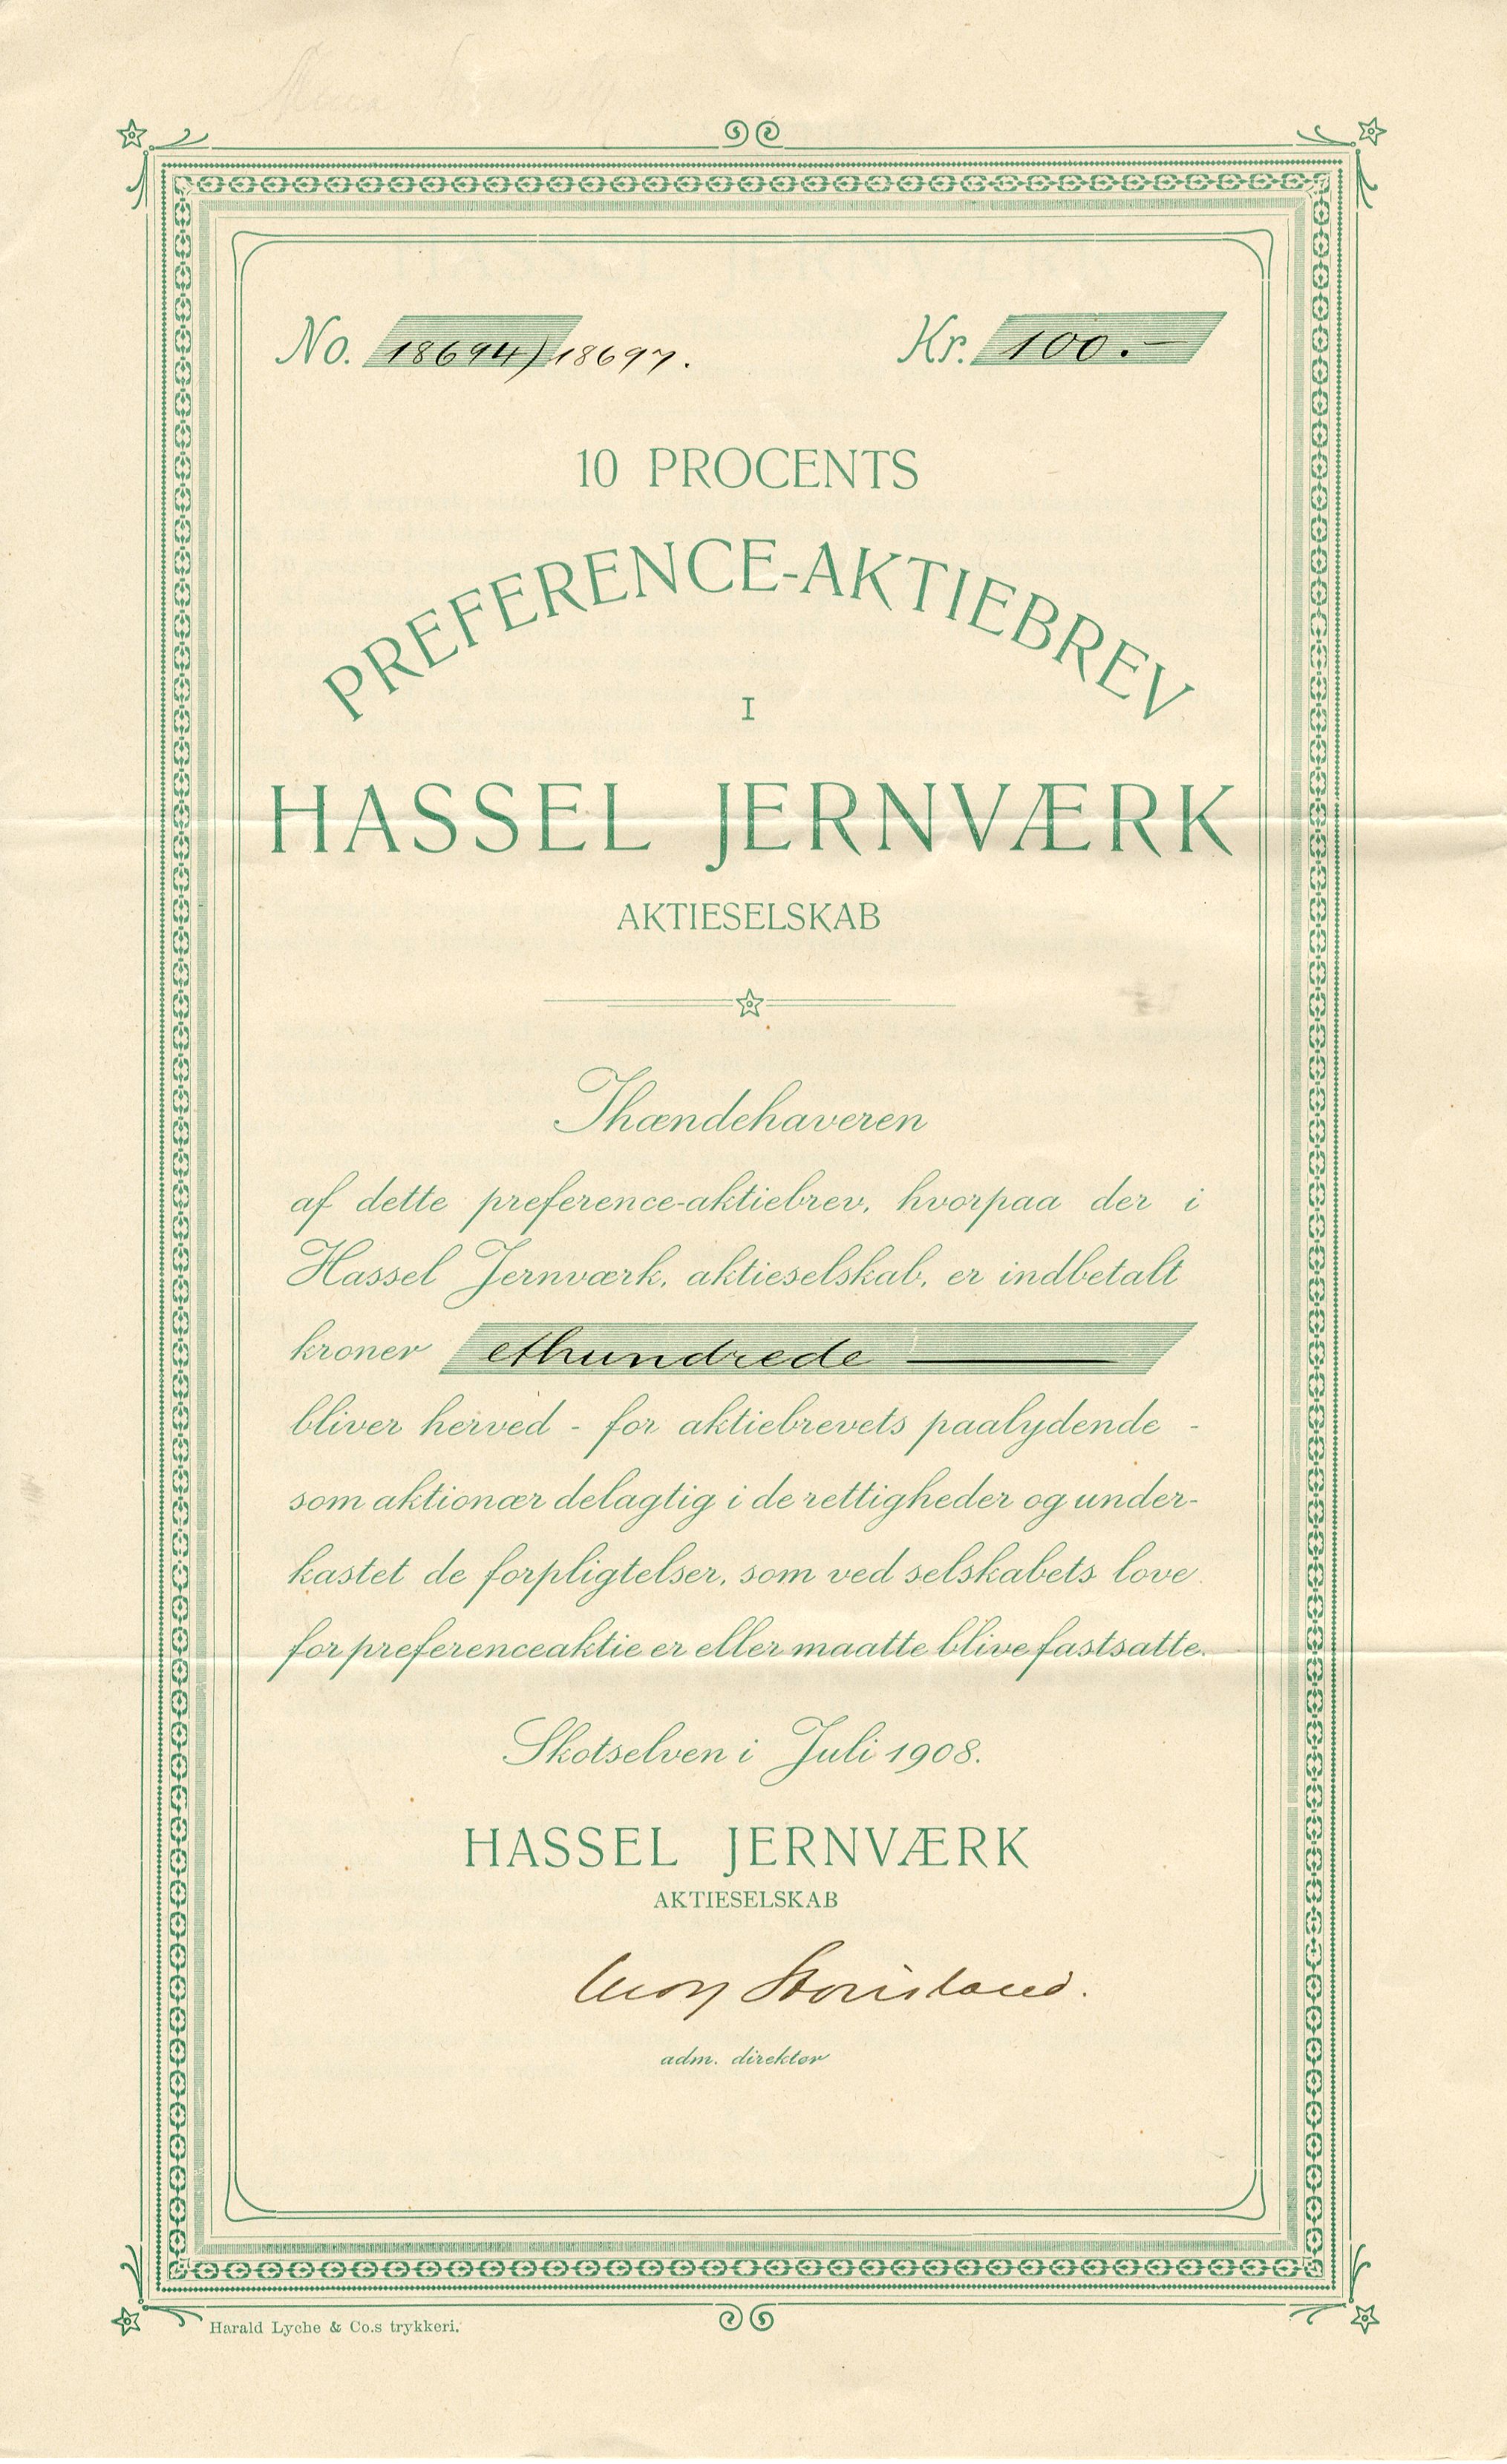 No. 18694/18697.
Kr. 100.—
10 PROCENTS
PREFERENCE-AKTIEBREV
I
HASSEL JERNVÆRK
AKTIESELSKAB
Ihændehaveren
af dette preference-aktiebrev, hvorpaa der i
Hassel Jernværk, aktieselskab, er indbetalt
kroner ethundrede
bliver herved - for aktiebrevets paalydende -
som aktionær delagtig i de rettigheder og under-
kastet de forpligtelser, som ved selskabets love
for preferenceaktie er eller maatte blive fastsatte.
Skotselven i Juli 1908.
HASSEL JERNVÆRK
AKTIESELSKAB
adm. direktør
Harald Lyche & Co.s trykkeri.